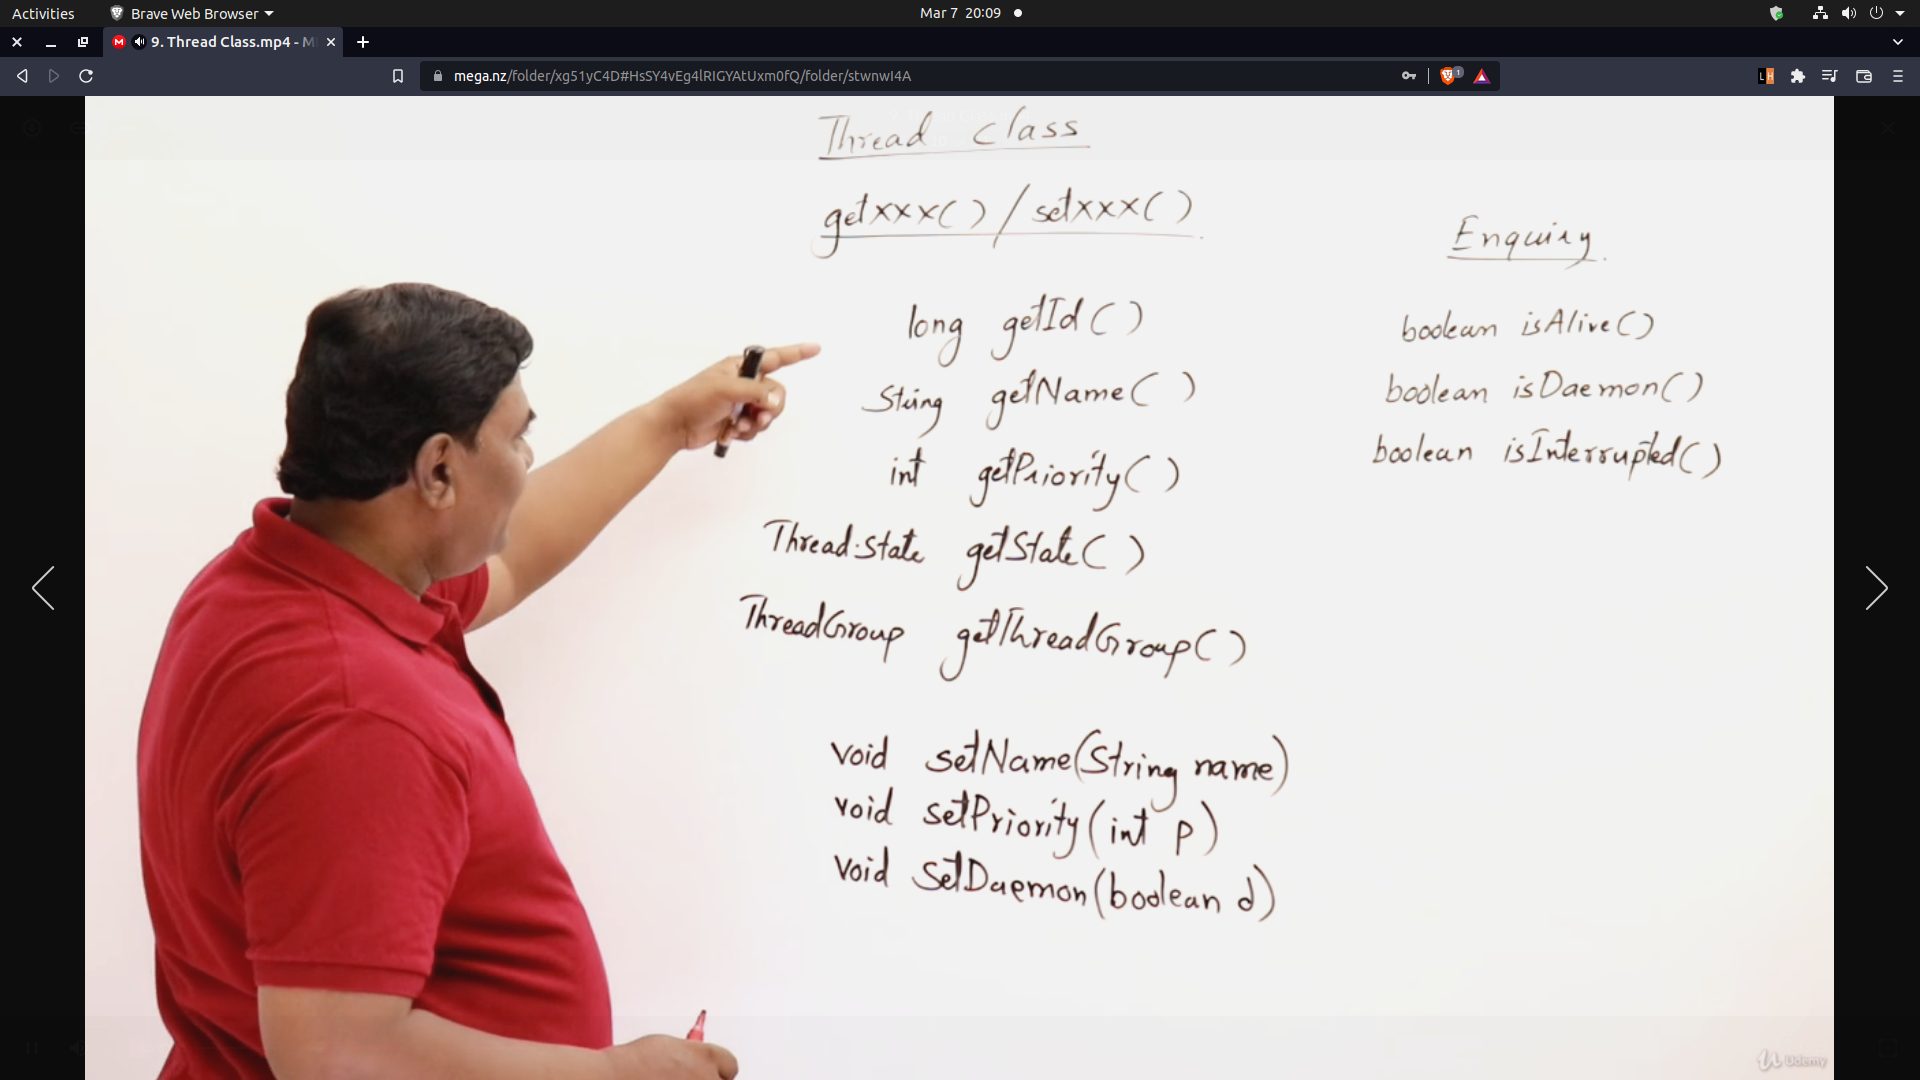 Activities
Brave Web Browser
Mar 7 20:09
9. Thread Class.mp4 - M
mega.nz/folder/xg51yC4D#HsSY4vEg4lRIGYAtUxm0fQ/folder/stwnwI4A
1
Thread class
getxxx() / setxxx()
long getId()
String getName()
int getPriority()
Thread.State getState()
ThreadGroup getThreadGroup()
void setName(String name)
void setPriority(int p)
void setDaemon(boolean d)
Enquiry
boolean isAlive()
boolean isDaemon()
boolean isInterrupted()
Udemy